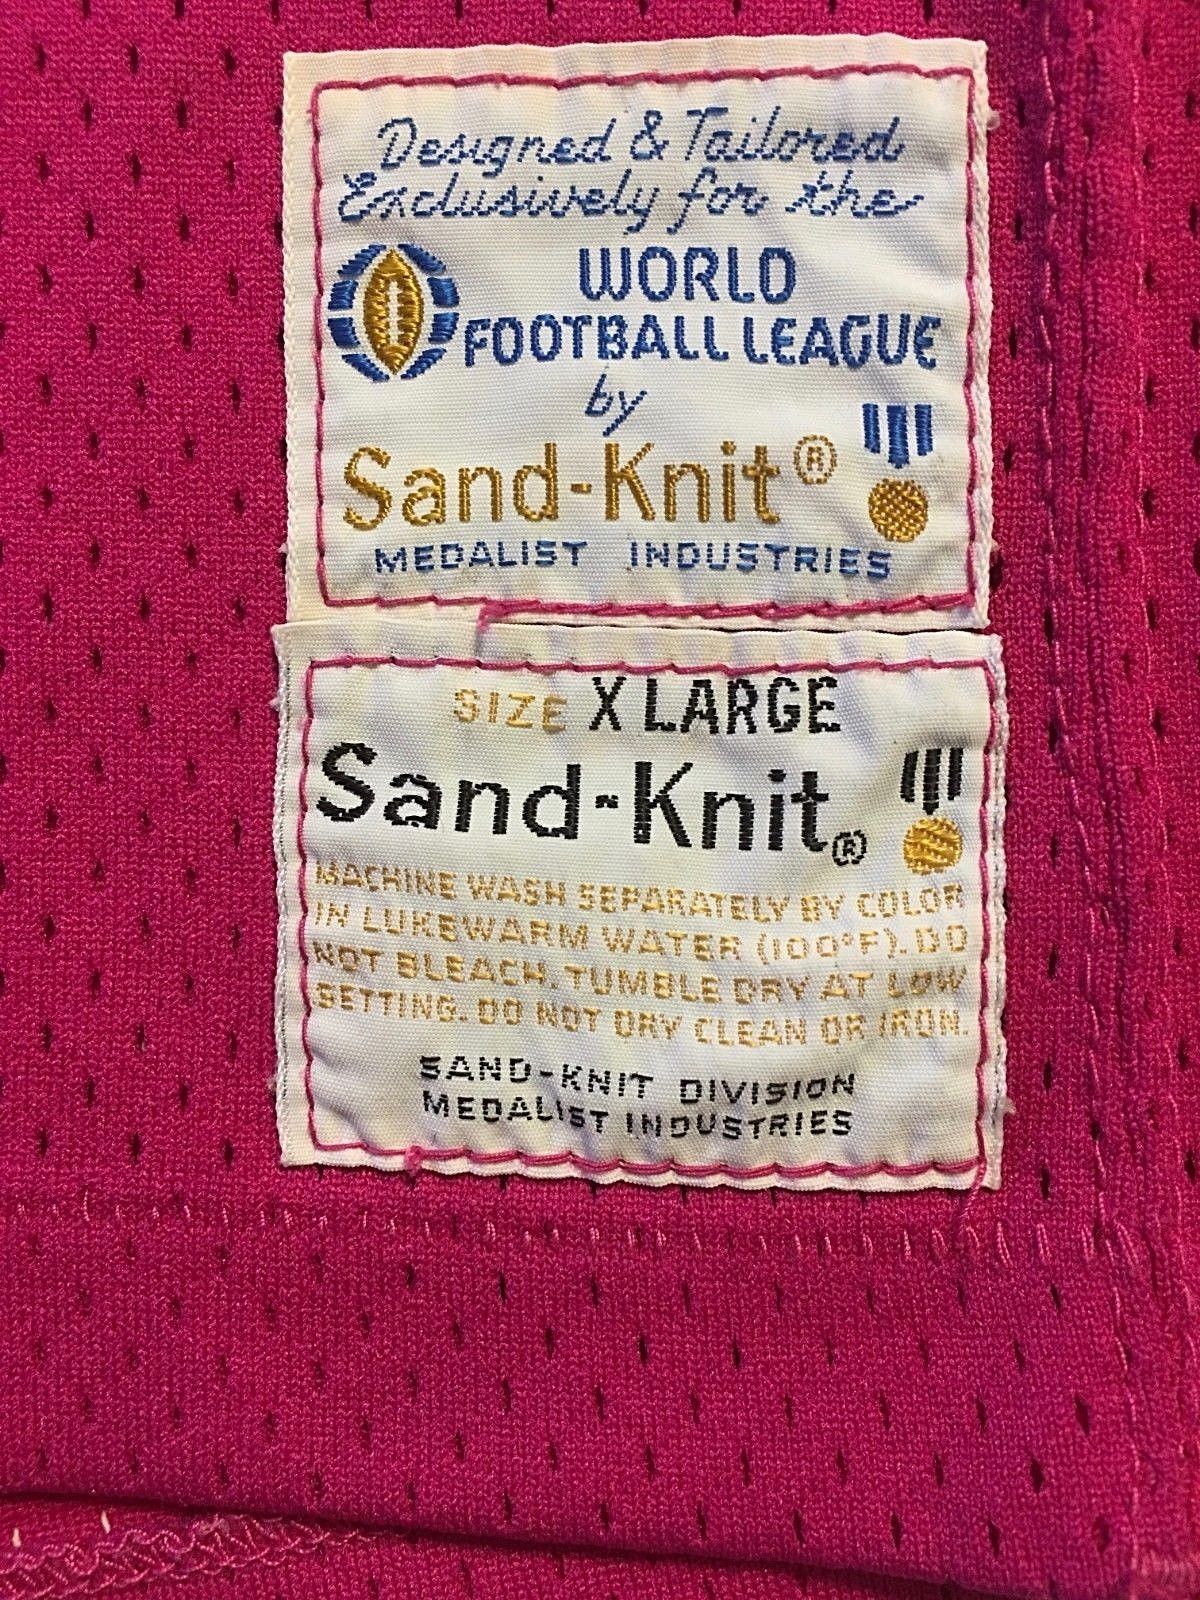 Designed & Tailored
Exclusively for the
WORLD
FOOTBALL LEAGUE
by
Sand-Knit®
MEDALIST INDUSTRIES
SIZE X LARGE
Sand-Knit®
MACHINE WASH SEPARATELY BY COLOR
IN LUKEWARM WATER (100°F). DO
NOT BLEACH. TUMBLE DRY AT LOW
SETTING. DO NOT DRY CLEAN OR IRON.
SAND-KNIT DIVISION
MEDALIST INDUSTRIES